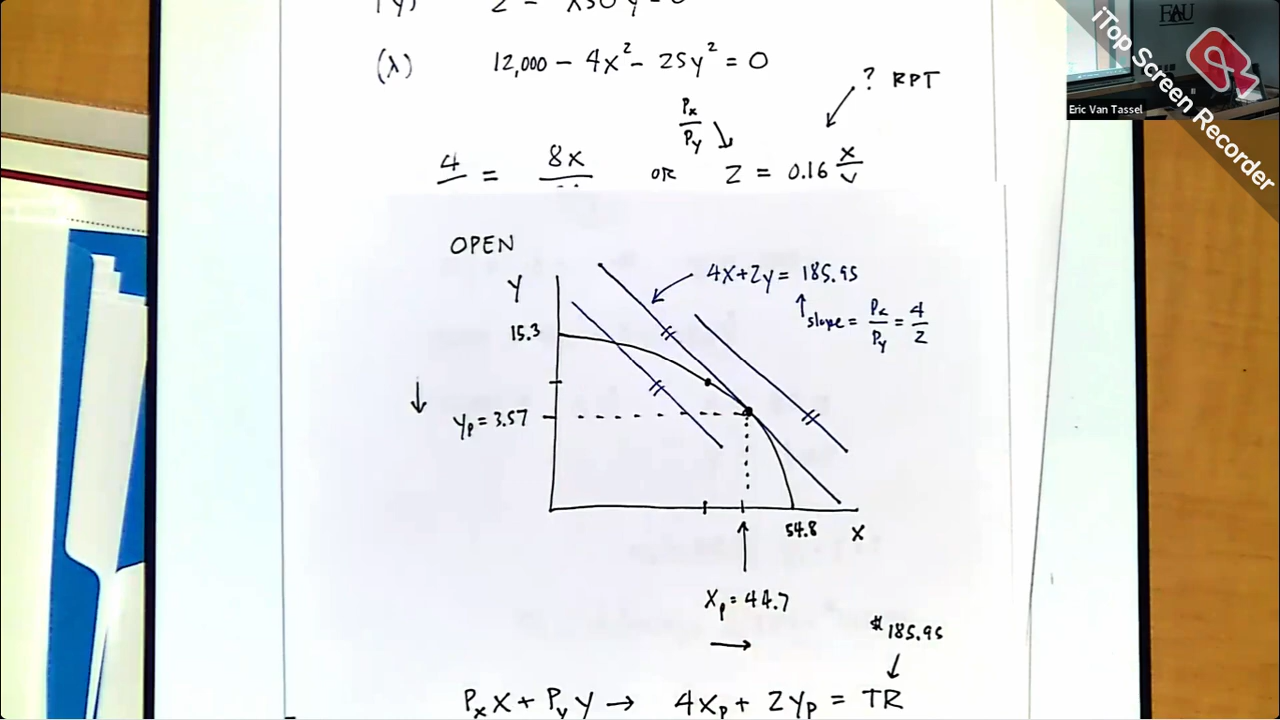 (λ) 12,000 − 4x² − 25y² = 0
? RPT
Px/Py
4 = 8x OR 2 = 0.16 x/y
OPEN
Y
4X+2y = 185.95
slope = Px/Py = 4/2
15.3
yp = 3.57
54.8 X
Xp = 44.7
$185.95
PxX + PyY → 4Xp + 2yp = TR
FAU
Eric Van Tassel
iTop Screen Recorder